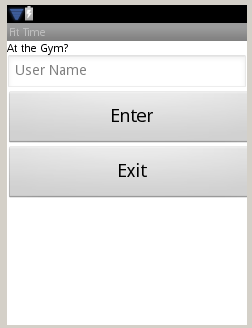 Fit Time
At the Gym?
User Name
Enter
Exit